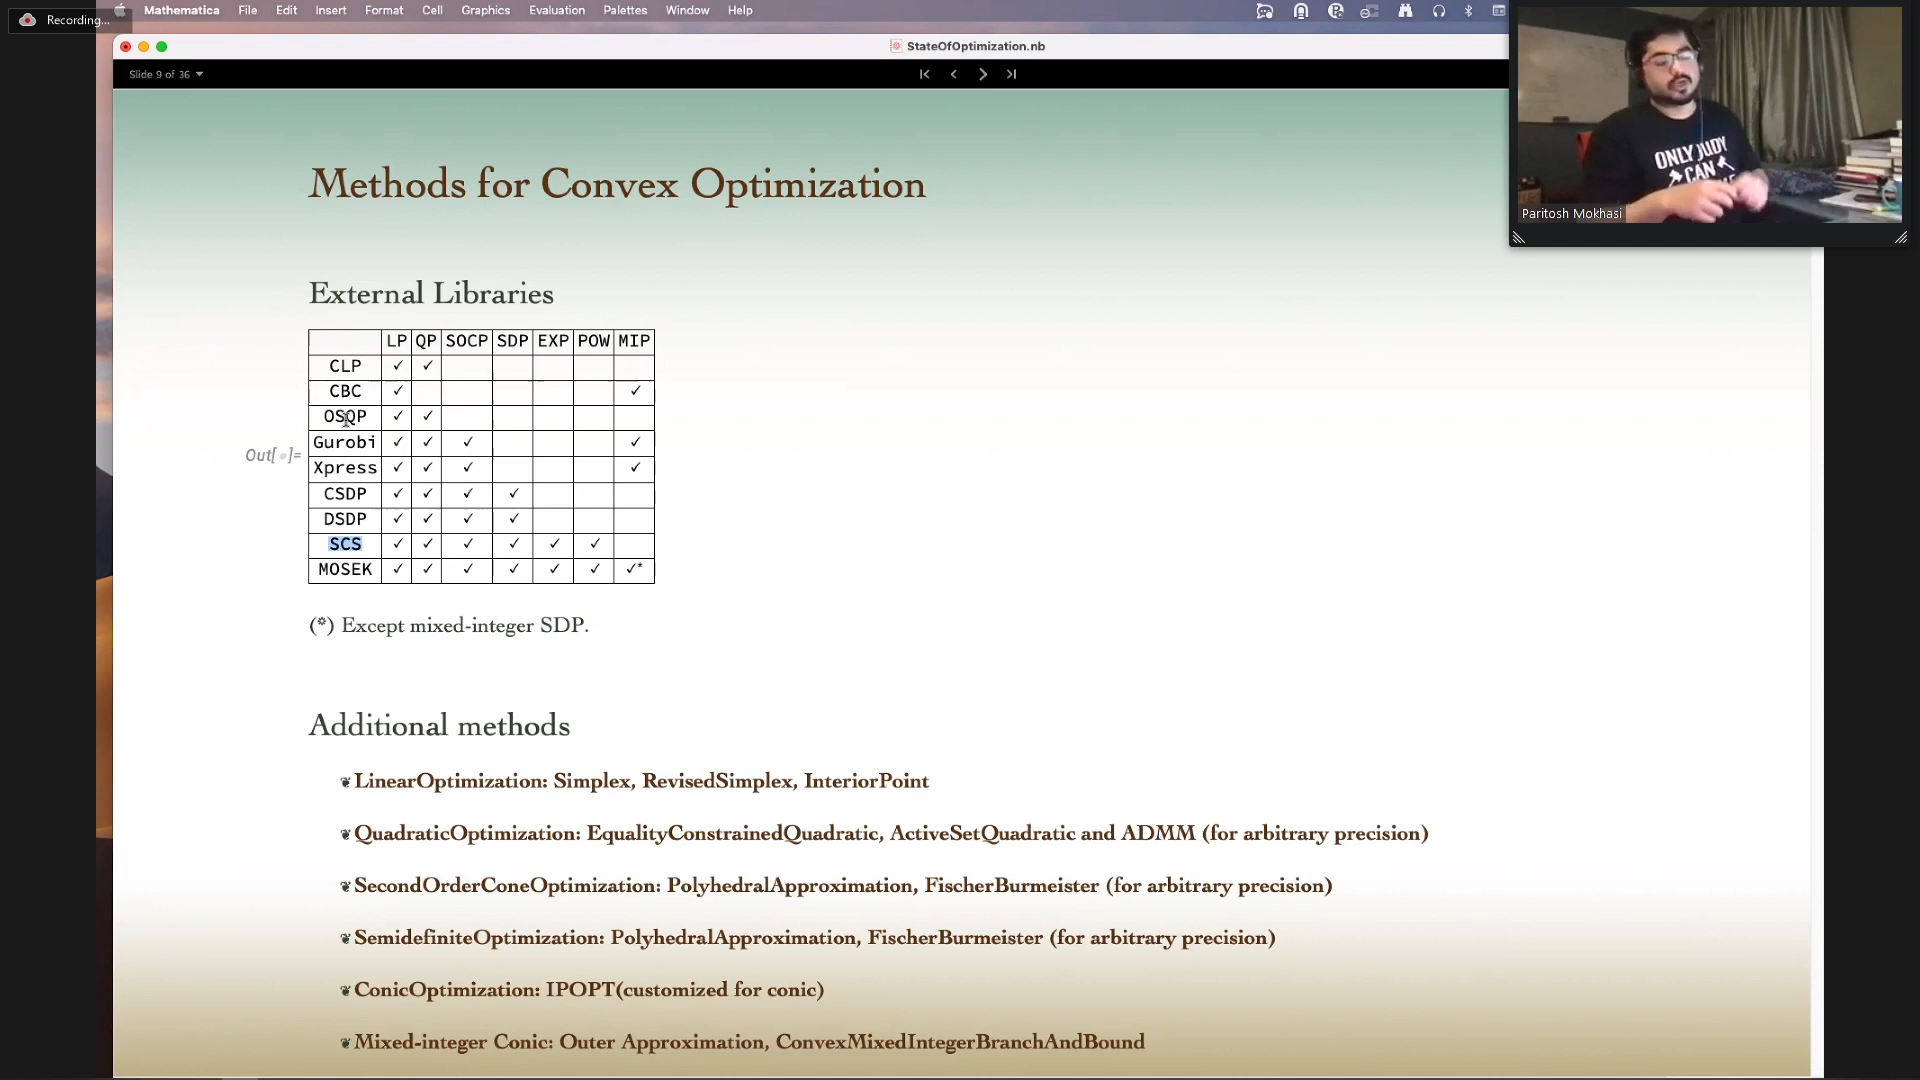 Recording...
Mathematica File Edit Insert Format Cell Graphics Evaluation Palettes Window Help
StateOfOptimization.nb
Slide 9 of 36
ONLY JUDY
CAN
Paritosh Mokhasi
Methods for Convex Optimization
External Libraries
LP QP SOCP SDP EXP POW MIP
CLP ✓ ✓
CBC ✓ ✓
OSQP ✓ ✓
Gurobi ✓ ✓ ✓ ✓
Xpress ✓ ✓ ✓ ✓
CSDP ✓ ✓ ✓ ✓
DSDP ✓ ✓ ✓ ✓
SCS ✓ ✓ ✓ ✓ ✓ ✓
MOSEK ✓ ✓ ✓ ✓ ✓ ✓ ✓*
Out[•]=
(*) Except mixed-integer SDP.
Additional methods
LinearOptimization: Simplex, RevisedSimplex, InteriorPoint
QuadraticOptimization: EqualityConstrainedQuadratic, ActiveSetQuadratic and ADMM (for arbitrary precision)
SecondOrderConeOptimization: PolyhedralApproximation, FischerBurmeister (for arbitrary precision)
SemidefiniteOptimization: PolyhedralApproximation, FischerBurmeister (for arbitrary precision)
ConicOptimization: IPOPT(customized for conic)
Mixed-integer Conic: Outer Approximation, ConvexMixedIntegerBranchAndBound